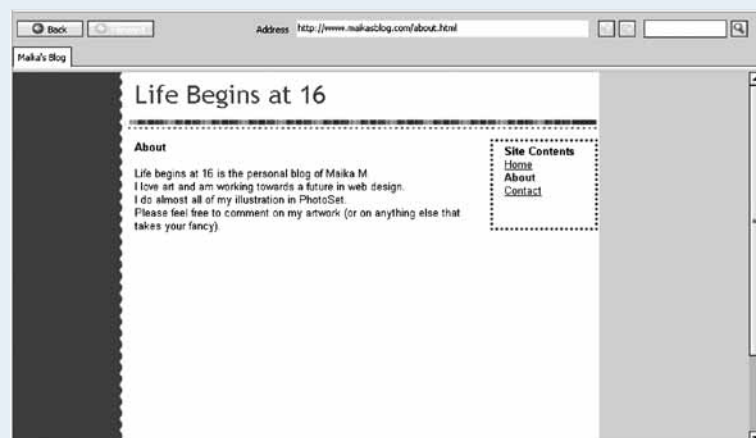 Back
Address http://www.maikasblog.com/about.html
Maika's Blog
Life Begins at 16
About
Life begins at 16 is the personal blog of Maika M
I love art and am working towards a future in web design.
I do almost all of my illustration in PhotoSet.
Please feel free to comment on my artwork (or on anything else that
takes your fancy).
Site Contents
Home
About
Contact